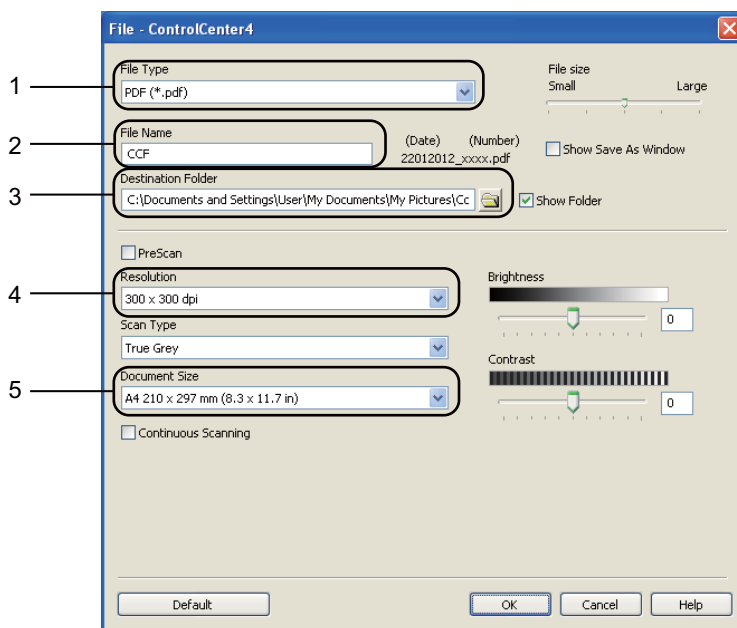 File - ControlCenter4
1
File Type
PDF (*.pdf)
File size
Small Large
2
File Name
CCF
(Date) (Number)
22012012_xxxx.pdf
Show Save As Window
3
Destination Folder
C:\Documents and Settings\User\My Documents\My Pictures\Cc
Show Folder
PreScan
4
Resolution
300 x 300 dpi
Brightness
0
Scan Type
True Grey
Contrast
0
5
Document Size
A4 210 x 297 mm (8.3 x 11.7 in)
Continuous Scanning
Default
OK
Cancel
Help